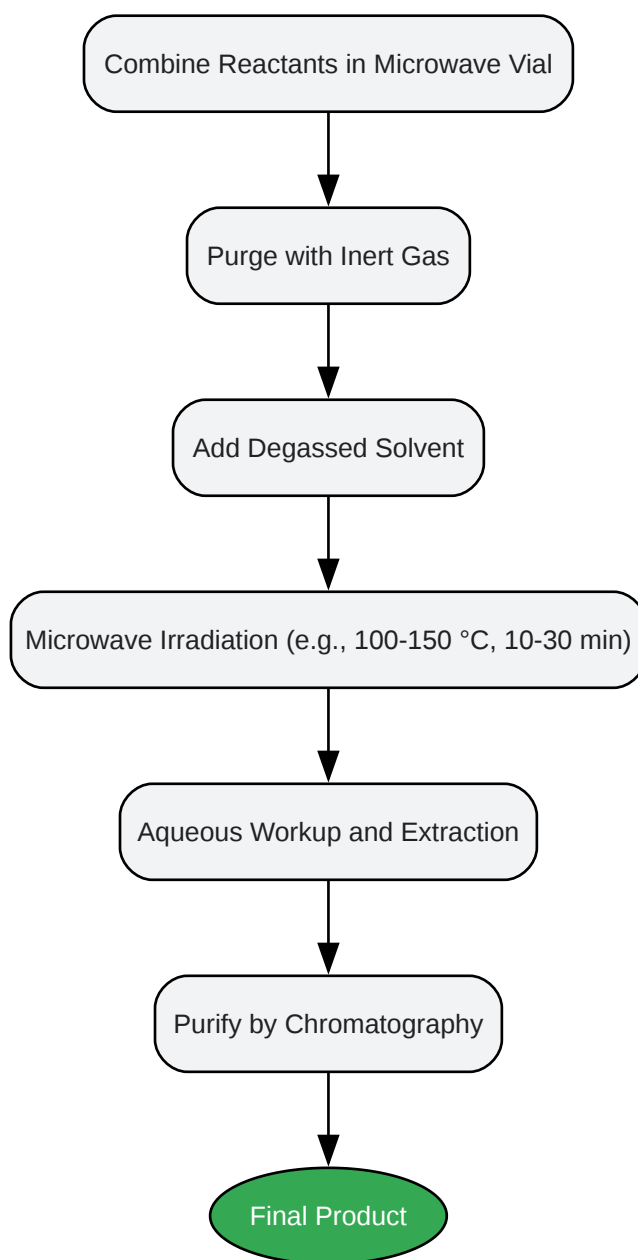 Combine Reactants in Microwave Vial
Purge with Inert Gas
Add Degassed Solvent
Microwave Irradiation (e.g., 100-150 °C, 10-30 min)
Aqueous Workup and Extraction
Purify by Chromatography
Final Product